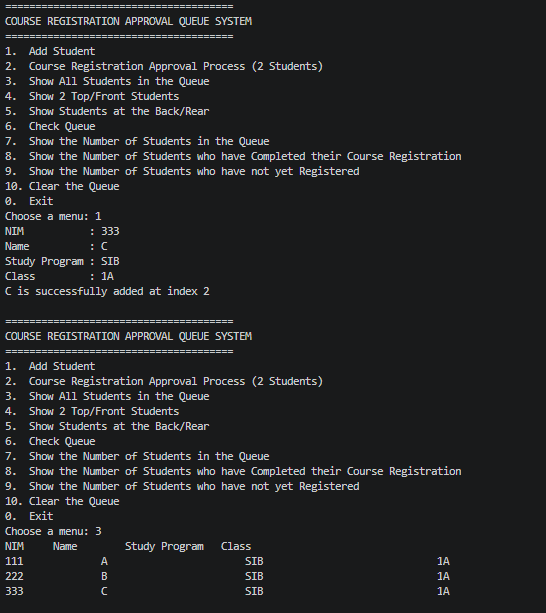 ======================================
COURSE REGISTRATION APPROVAL QUEUE SYSTEM
======================================
1.  Add Student
2.  Course Registration Approval Process (2 Students)
3.  Show All Students in the Queue
4.  Show 2 Top/Front Students
5.  Show Students at the Back/Rear
6.  Check Queue
7.  Show the Number of Students in the Queue
8.  Show the Number of Students who have Completed their Course Registration
9.  Show the Number of Students who have not yet Registered
10. Clear the Queue
0.  Exit
Choose a menu: 1
NIM           : 333
Name          : C
Study Program : SIB
Class         : 1A
C is successfully added at index 2

======================================
COURSE REGISTRATION APPROVAL QUEUE SYSTEM
======================================
1.  Add Student
2.  Course Registration Approval Process (2 Students)
3.  Show All Students in the Queue
4.  Show 2 Top/Front Students
5.  Show Students at the Back/Rear
6.  Check Queue
7.  Show the Number of Students in the Queue
8.  Show the Number of Students who have Completed their Course Registration
9.  Show the Number of Students who have not yet Registered
10. Clear the Queue
0.  Exit
Choose a menu: 3
NIM     Name        Study Program   Class
111             A                       SIB                             1A
222             B                       SIB                             1A
333             C                       SIB                             1A